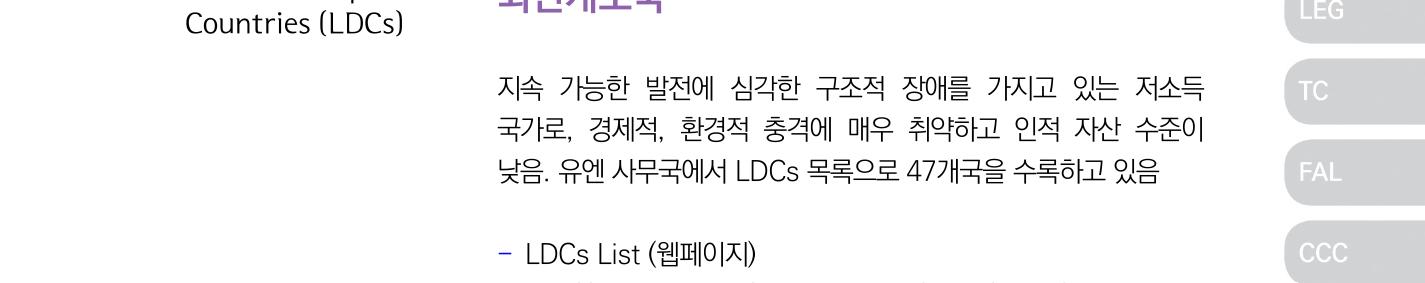 Countries (LDCs)
지속 가능한 발전에 심각한 구조적 장애를 가지고 있는 저소득
국가로, 경제적, 환경적 충격에 매우 취약하고 인적 자산 수준이
낮음. 유엔 사무국에서 LDCs 목록으로 47개국을 수록하고 있음
– LDCs List (웹페이지)
LEG
TC
FAL
CCC